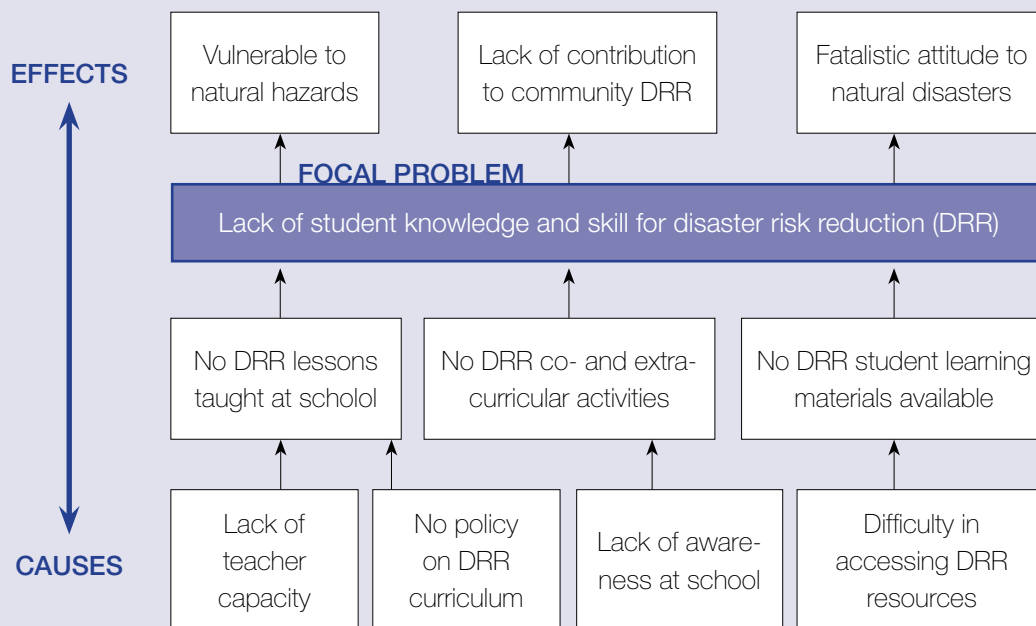 EFFECTS
Vulnerable to
natural hazards
Lack of contribution
to community DRR
Fatalistic attitude to
natural disasters
FOCAL PROBLEM
Lack of student knowledge and skill for disaster risk reduction (DRR)
No DRR lessons
taught at scholol
No DRR co- and extra-
curricular activities
No DRR student learning
materials available
CAUSES
Lack of
teacher
capacity
No policy
on DRR
curriculum
Lack of aware-
ness at school
Difficulty in
accessing DRR
resources